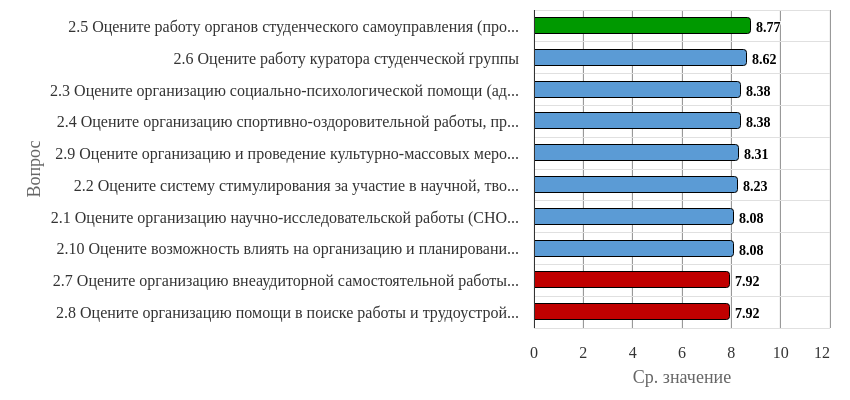 2.5 Оцените работу органов студенческого самоуправления (про...
8.77
2.6 Оцените работу куратора студенческой группы
8.62
2.3 Оцените организацию социально-психологической помощи (ад...
8.38
2.4 Оцените организацию спортивно-оздоровительной работы, пр...
8.38
2.9 Оцените организацию и проведение культурно-массовых меро...
8.31
2.2 Оцените систему стимулирования за участие в научной, тво...
8.23
2.1 Оцените организацию научно-исследовательской работы (СНО...
8.08
2.10 Оцените возможность влиять на организацию и планировани...
8.08
2.7 Оцените организацию внеаудиторной самостоятельной работы...
7.92
2.8 Оцените организацию помощи в поиске работы и трудоустрой...
7.92
Вопрос
0 2 4 6 8 10 12
Ср. значение